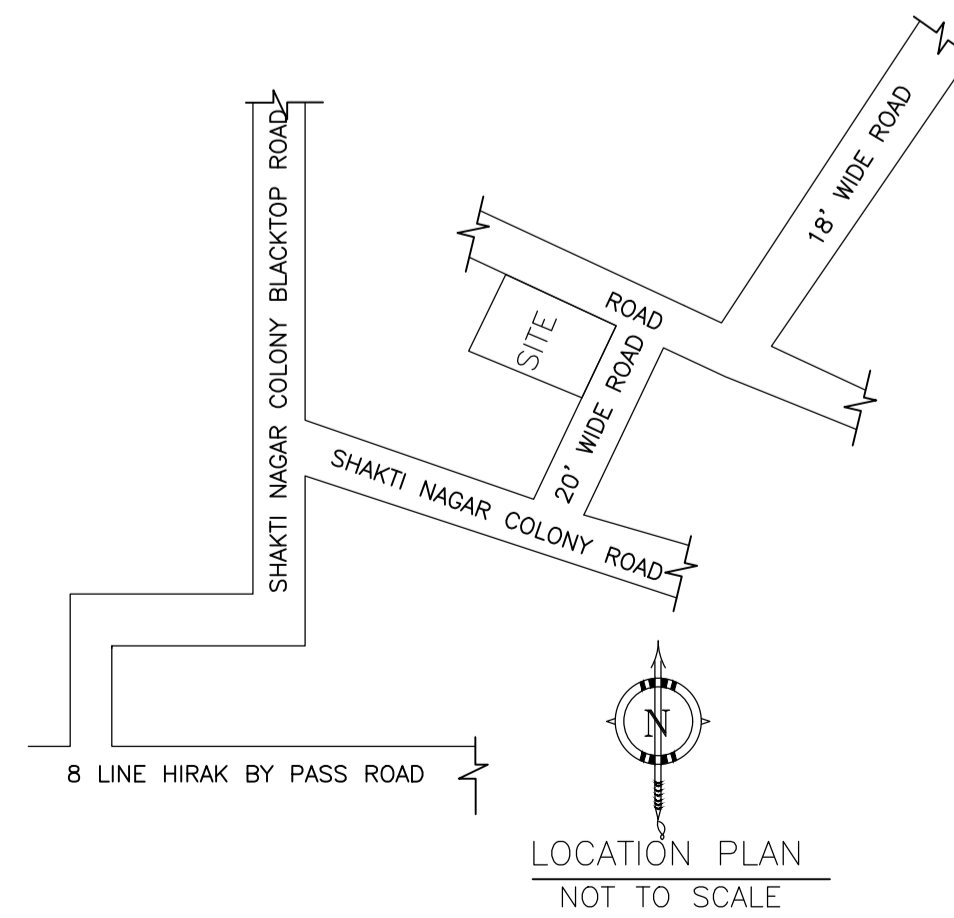 SHAKTI NAGAR COLONY BLACKTOP ROAD
18' WIDE ROAD
ROAD
SITE
20' WIDE ROAD
SHAKTI NAGAR COLONY ROAD
N
8 LINE HIRAK BY PASS ROAD
LOCATION PLAN
NOT TO SCALE